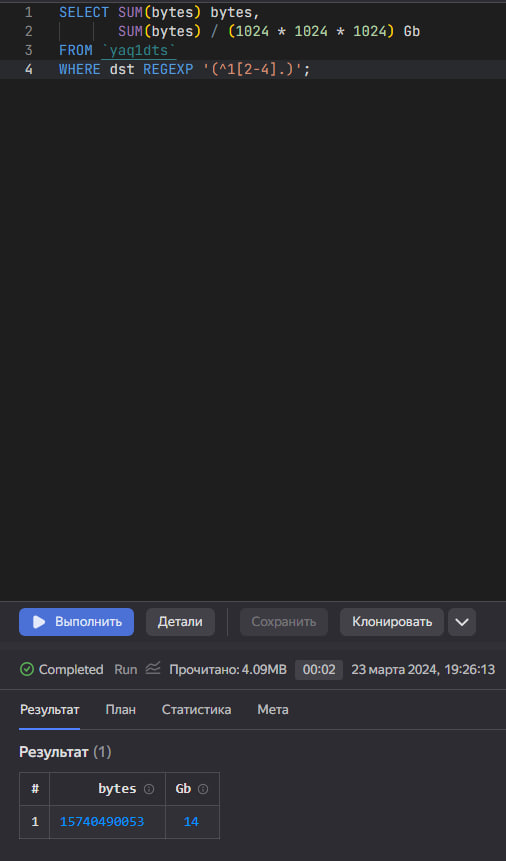 1 SELECT SUM(bytes) bytes,
2 SUM(bytes) / (1024 * 1024 * 1024) Gb
3 FROM `yaq1dts`
4 WHERE dst REGEXP '(^1[2-4].)';
Выполнить Детали Сохранить Клонировать
Completed Run Прочитано: 4.09MB 00:02 23 марта 2024, 19:26:13
Результат План Статистика Мета
Результат (1)
# bytes Gb
1 15740490053 14